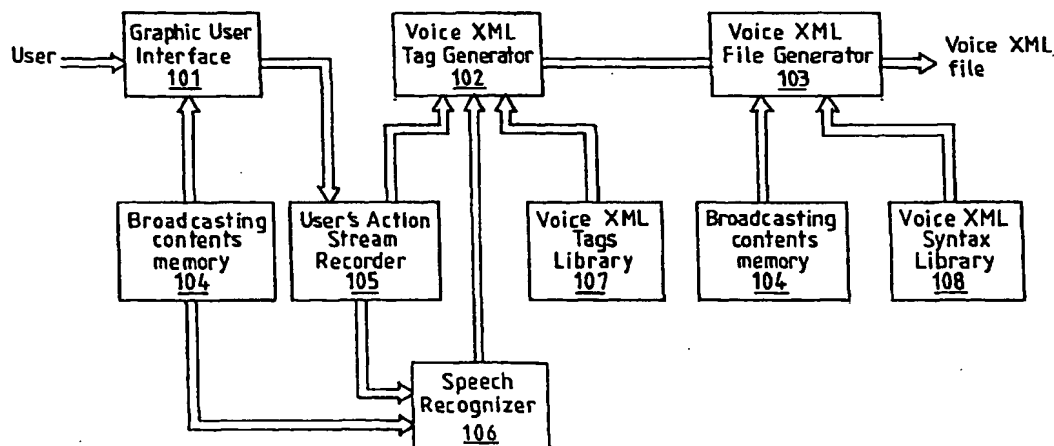 User
Graphic User
Interface
101
Voice XML
Tag Generator
102
Voice XML
File Generator
103
Voice XML
file
Broadcasting
contents
memory
104
User's Action
Stream
Recorder
105
Voice XML
Tags
Library
107
Broadcasting
contents
memory
104
Voice XML
Syntax
Library
108
Speech
Recognizer
106